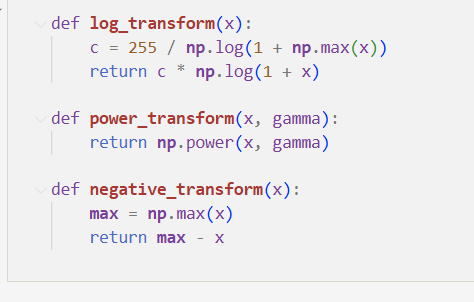 def log_transform(x):
    c = 255 / np.log(1 + np.max(x))
    return c * np.log(1 + x)

def power_transform(x, gamma):
    return np.power(x, gamma)

def negative_transform(x):
    max = np.max(x)
    return max - x